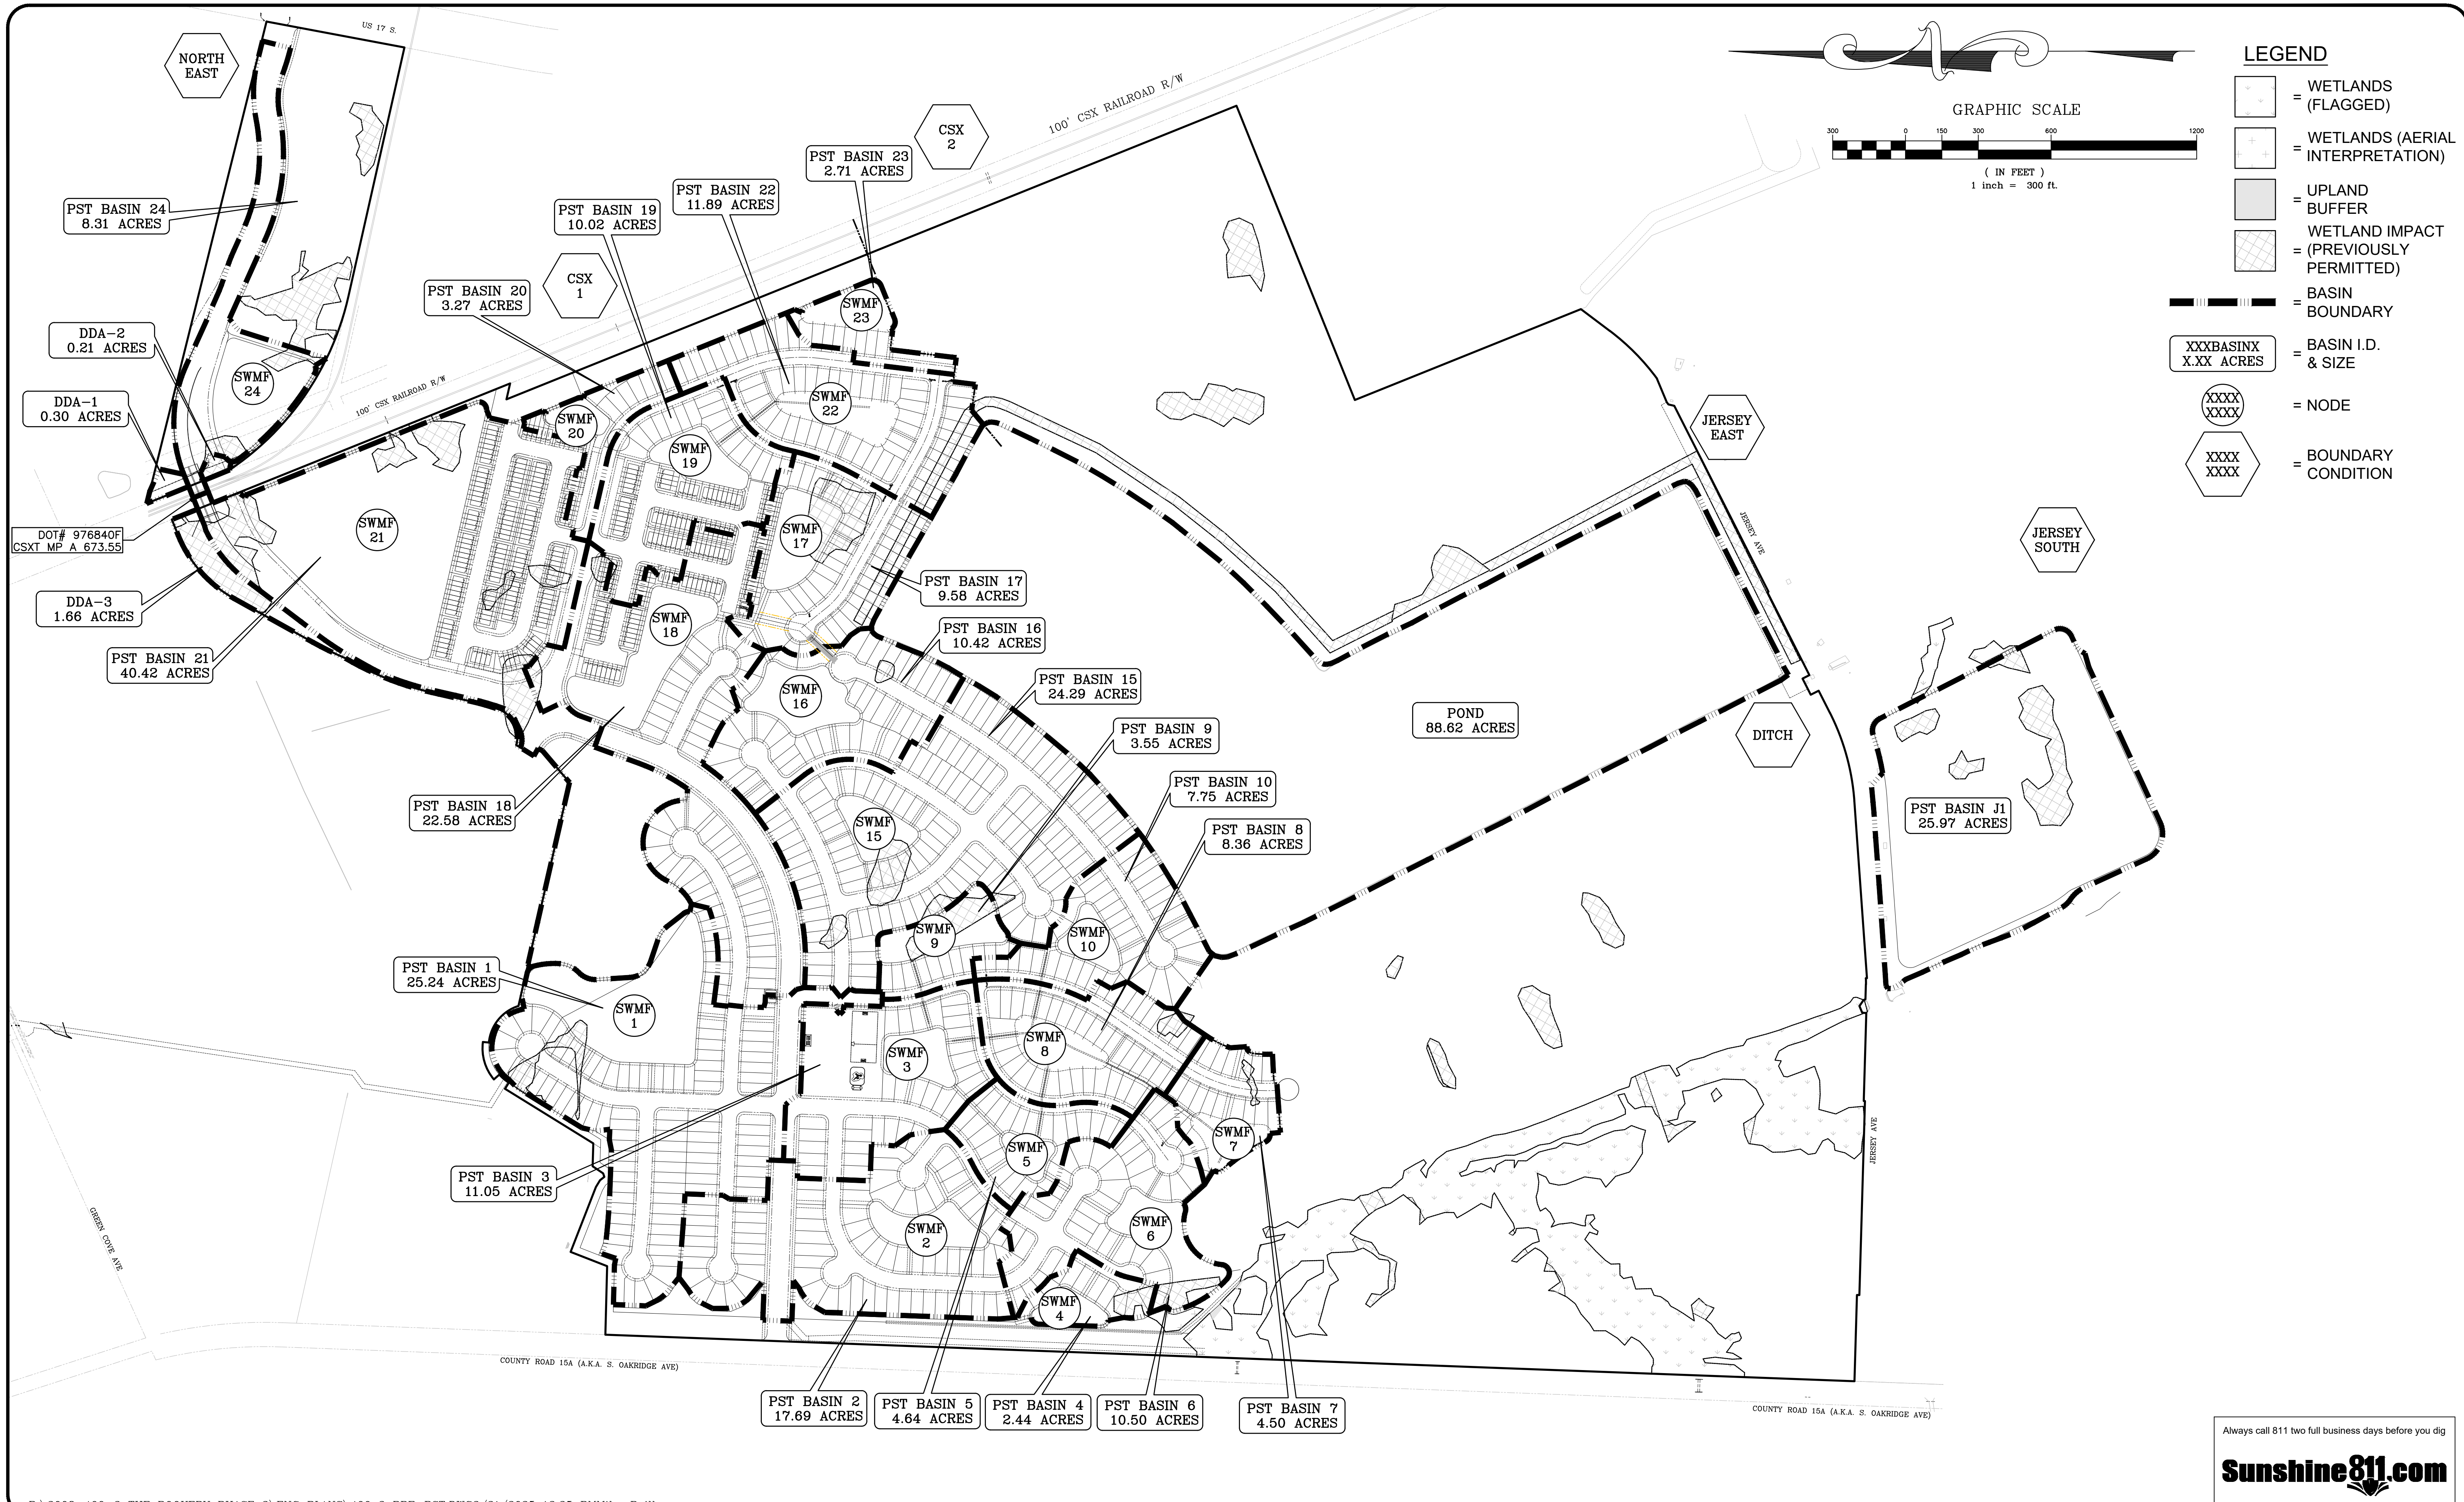 US 17 S.
NORTH
EAST
CSX
2
100' CSX RAILROAD R/W
GRAPHIC SCALE
300 0 150 300 600 1200
( IN FEET )
1 inch = 300 ft.
LEGEND
= WETLANDS
(FLAGGED)
= WETLANDS (AERIAL
INTERPRETATION)
= UPLAND
BUFFER
= WETLAND IMPACT
(PREVIOUSLY
PERMITTED)
= BASIN
BOUNDARY
XXXBASINX
X.XX ACRES
= BASIN I.D.
& SIZE
XXXX
XXXX
= NODE
XXXX
XXXX
= BOUNDARY
CONDITION
PST BASIN 23
2.71 ACRES
PST BASIN 22
11.89 ACRES
PST BASIN 19
10.02 ACRES
PST BASIN 24
8.31 ACRES
CSX
1
PST BASIN 20
3.27 ACRES
SWMF
23
DDA-2
0.21 ACRES
SWMF
24
DDA-1
0.30 ACRES
100' CSX RAILROAD R/W
SWMF
20
SWMF
22
SWMF
19
JERSEY
EAST
SWMF
21
SWMF
17
DOT# 976840F
CSXT MP A 673.55
JERSEY AVE
JERSEY
SOUTH
DDA-3
1.66 ACRES
PST BASIN 17
9.58 ACRES
SWMF
18
PST BASIN 16
10.42 ACRES
PST BASIN 21
40.42 ACRES
PST BASIN 15
24.29 ACRES
SWMF
16
POND
88.62 ACRES
PST BASIN 9
3.55 ACRES
DITCH
PST BASIN 18
22.58 ACRES
PST BASIN 10
7.75 ACRES
SWMF
15
PST BASIN 8
8.36 ACRES
PST BASIN J1
25.97 ACRES
SWMF
9
SWMF
10
PST BASIN 1
25.24 ACRES
SWMF
1
SWMF
8
SWMF
3
SWMF
7
SWMF
5
JERSEY AVE
PST BASIN 3
11.05 ACRES
GREEN COVE AVE
SWMF
2
SWMF
6
SWMF
4
COUNTY ROAD 15A (A.K.A. S. OAKRIDGE AVE)
PST BASIN 2
17.69 ACRES
PST BASIN 5
4.64 ACRES
PST BASIN 4
2.44 ACRES
PST BASIN 6
10.50 ACRES
PST BASIN 7
4.50 ACRES
COUNTY ROAD 15A (A.K.A. S. OAKRIDGE AVE)
Always call 811 two full business days before you dig
Sunshine811.com